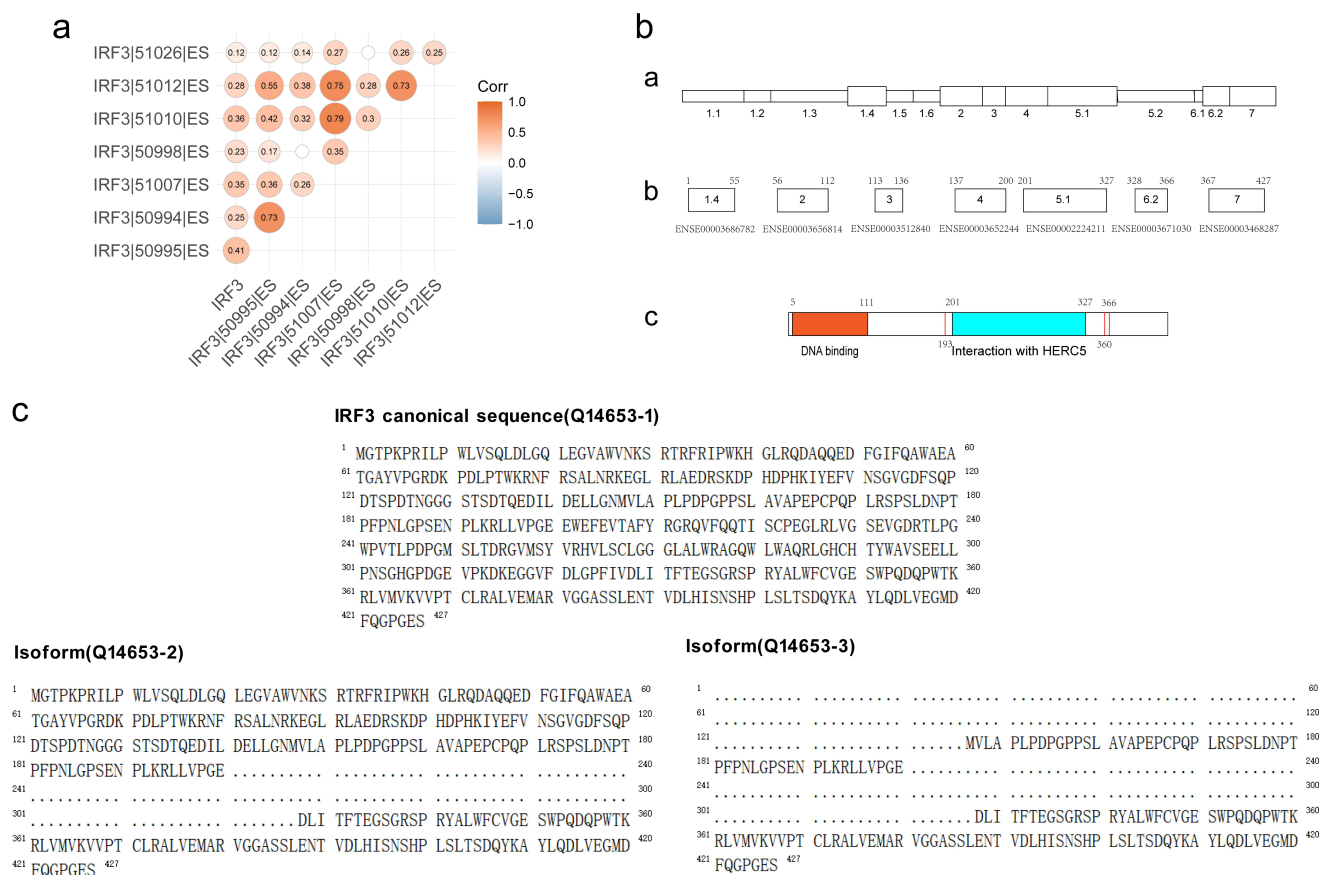 a
IRF3|51026|ES 0.12 0.12 0.14 0.27 0.26 0.25
IRF3|51012|ES 0.28 0.55 0.38 0.75 0.28 0.73
IRF3|51010|ES 0.36 0.42 0.32 0.79 0.3
IRF3|50998|ES 0.23 0.17 0.35
IRF3|51007|ES 0.35 0.36 0.26
IRF3|50994|ES 0.25 0.73
IRF3|50995|ES 0.41
IRF3 IRF3|50995|ES IRF3|50994|ES IRF3|51007|ES IRF3|50998|ES IRF3|51010|ES IRF3|51012|ES
Corr
1.0
0.5
0.0
−0.5
−1.0
b
a
1.1 1.2 1.3 1.4 1.5 1.6 2 3 4 5.1 5.2 6.1 6.2 7
b
1 55 56 112 113 136 137 200 201 327 328 366 367 427
1.4 2 3 4 5.1 6.2 7
ENSE00003686782 ENSE00003656814 ENSE00003512840 ENSE00003652244 ENSE00002224211 ENSE00003671030 ENSE00003468287
c
5 111 201 327 366
193 360
DNA binding Interaction with HERC5
c
IRF3 canonical sequence(Q14653-1)
1 MGTPKPRILP WLVSQLDLGQ LEGVAWVNKS RTRFRIPWKH GLRQDAQQED FGIFQAWAEA 60
61 TGAYVPGRDK PDLPTWKRNF RSALNRKEGL RLAEDRSKDP HDPHKIYEFV NSGVGDFSQP 120
121 DTSPDTNGGG STSDTQEDIL DELLGNMVLA PLPDPGPPSL AVAPEPCPQP LRSPSLDNPT 180
181 PFPNLGPSEN PLKRLLVPGE EWEFEVTAFY RGRQVFQQTI SCPEGLRLVG SEVGDRTLPG 240
241 WPVTLPDPGM SLTDRGVMSY VRHVLSCLGG GLALWRAGQW LWAQRLGHCH TYWAVSEELL 300
301 PNSGHGPDGE VPKDKEGGVF DLGPFIVDLI TFTEGSGRSP RYALWFCVGE SWPQDQPWTK 360
361 RLVMVKVVPT CLRALVEMAR VGGASSLENT VDLHISNSHP LSLTSDQYKA YLQDLVEGMD 420
421 FQGPGES 427
Isoform(Q14653-2)
1 MGTPKPRILP WLVSQLDLGQ LEGVAWVNKS RTRFRIPWKH GLRQDAQQED FGIFQAWAEA 60
61 TGAYVPGRDK PDLPTWKRNF RSALNRKEGL RLAEDRSKDP HDPHKIYEFV NSGVGDFSQP 120
121 DTSPDTNGGG STSDTQEDIL DELLGNMVLA PLPDPGPPSL AVAPEPCPQP LRSPSLDNPT 180
181 PFPNLGPSEN PLKRLLVPGE .......... .......... .......... .......... 240
241 .......... .......... .......... .......... .......... .......... 300
301 .......... .......... .......DLI TFTEGSGRSP RYALWFCVGE SWPQDQPWTK 360
361 RLVMVKVVPT CLRALVEMAR VGGASSLENT VDLHISNSHP LSLTSDQYKA YLQDLVEGMD 420
421 FQGPGES 427
Isoform(Q14653-3)
1 .......... .......... .......... .......... .......... .......... 60
61 .......... .......... .......... .......... .......... .......... 120
121 .......... .......... ......MVLA PLPDPGPPSL AVAPEPCPQP LRSPSLDNPT 180
181 PFPNLGPSEN PLKRLLVPGE .......... .......... .......... .......... 240
241 .......... .......... .......... .......... .......... .......... 300
301 .......... .......... .......DLI TFTEGSGRSP RYALWFCVGE SWPQDQPWTK 360
361 RLVMVKVVPT CLRALVEMAR VGGASSLENT VDLHISNSHP LSLTSDQYKA YLQDLVEGMD 420
421 FQGPGES 427